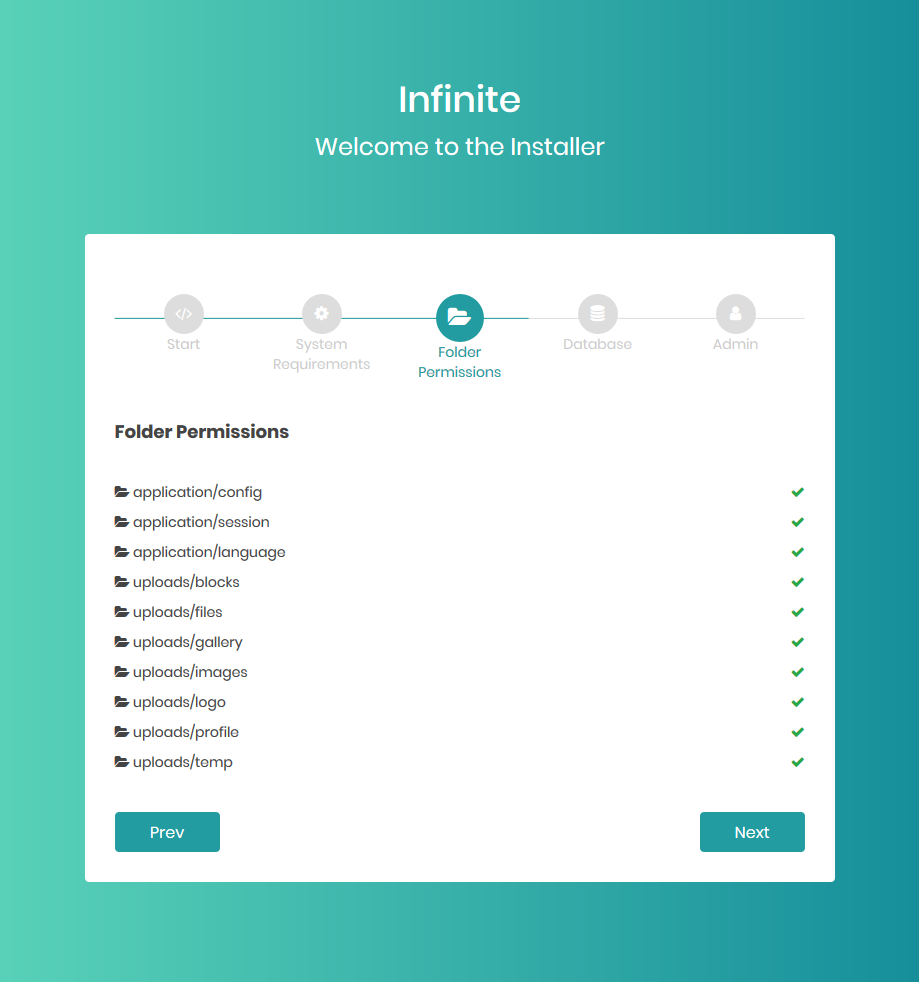 Infinite
Welcome to the Installer
Start
System
Requirements
Folder
Permissions
Database
Admin
Folder Permissions
application/config
application/session
application/language
uploads/blocks
uploads/files
uploads/gallery
uploads/images
uploads/logo
uploads/profile
uploads/temp
Prev
Next